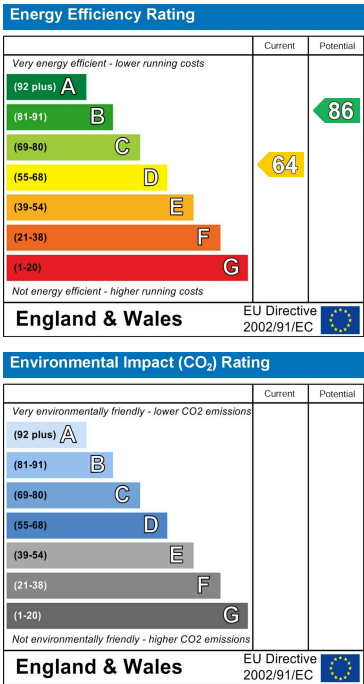 Energy Efficiency Rating
Current Potential
Very energy efficient - lower running costs
(92 plus) A
(81-91) B
86
(69-80) C
(55-68) D
64
(39-54) E
(21-38) F
(1-20) G
Not energy efficient - higher running costs
England & Wales
EU Directive
2002/91/EC
Environmental Impact (CO₂) Rating
Current Potential
Very environmentally friendly - lower CO2 emissions
(92 plus) A
(81-91) B
(69-80) C
(55-68) D
(39-54) E
(21-38) F
(1-20) G
Not environmentally friendly - higher CO2 emissions
England & Wales
EU Directive
2002/91/EC